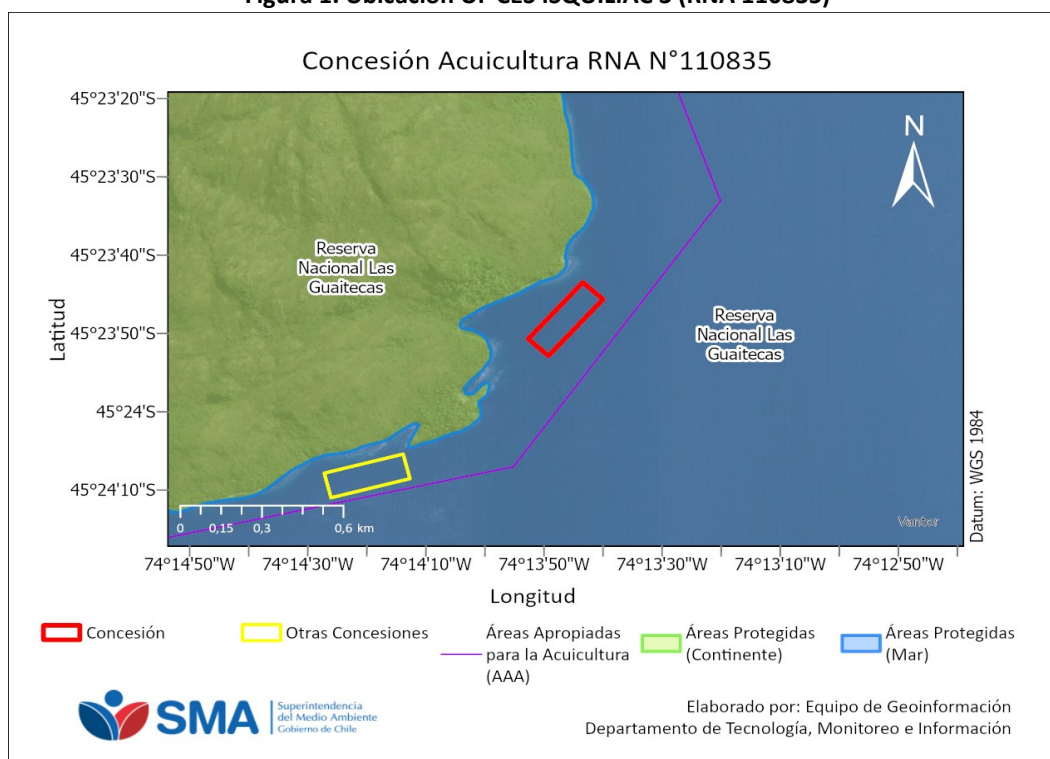 Figura 1. Ubicación UF CES ISQUILIAC 3 (RNA 110835)
Concesión Acuicultura RNA N°110835
45°23'20"S
45°23'30"S
45°23'40"S
45°23'50"S
45°24'S
45°24'10"S
Latitud
Reserva
Nacional Las
Guaitecas
Reserva
Nacional Las
Guaitecas
N
Datum: WGS 1984
Vantor
0 0,15 0,3 0,6 km
74°14'50"W 74°14'30"W 74°14'10"W 74°13'50"W 74°13'30"W 74°13'10"W 74°12'50"W
Longitud
Concesión
Otras Concesiones
Áreas Apropiadas
para la Acuicultura
(AAA)
Áreas Protegidas
(Continente)
Áreas Protegidas
(Mar)
SMA
Superintendencia
del Medio Ambiente
Gobierno de Chile
Elaborado por: Equipo de Geoinformación
Departamento de Tecnología, Monitoreo e Información